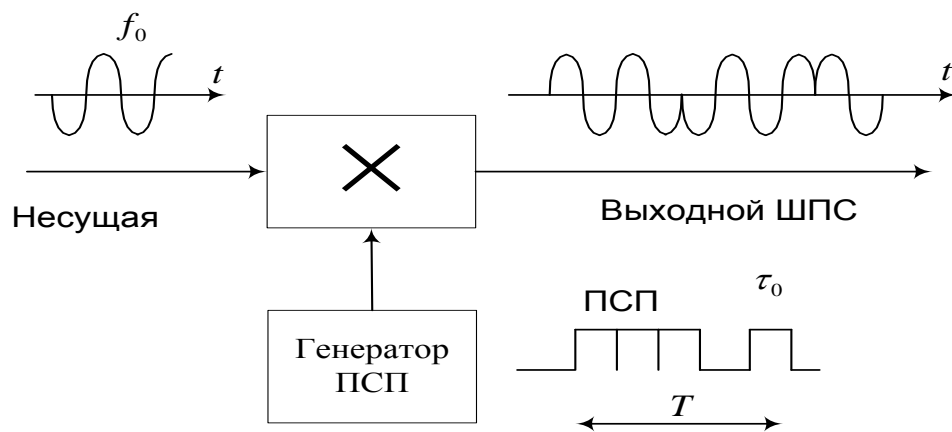 f₀
t
t
Несущая
Выходной ШПС
Генератор
ПСП
ПСП
τ₀
T